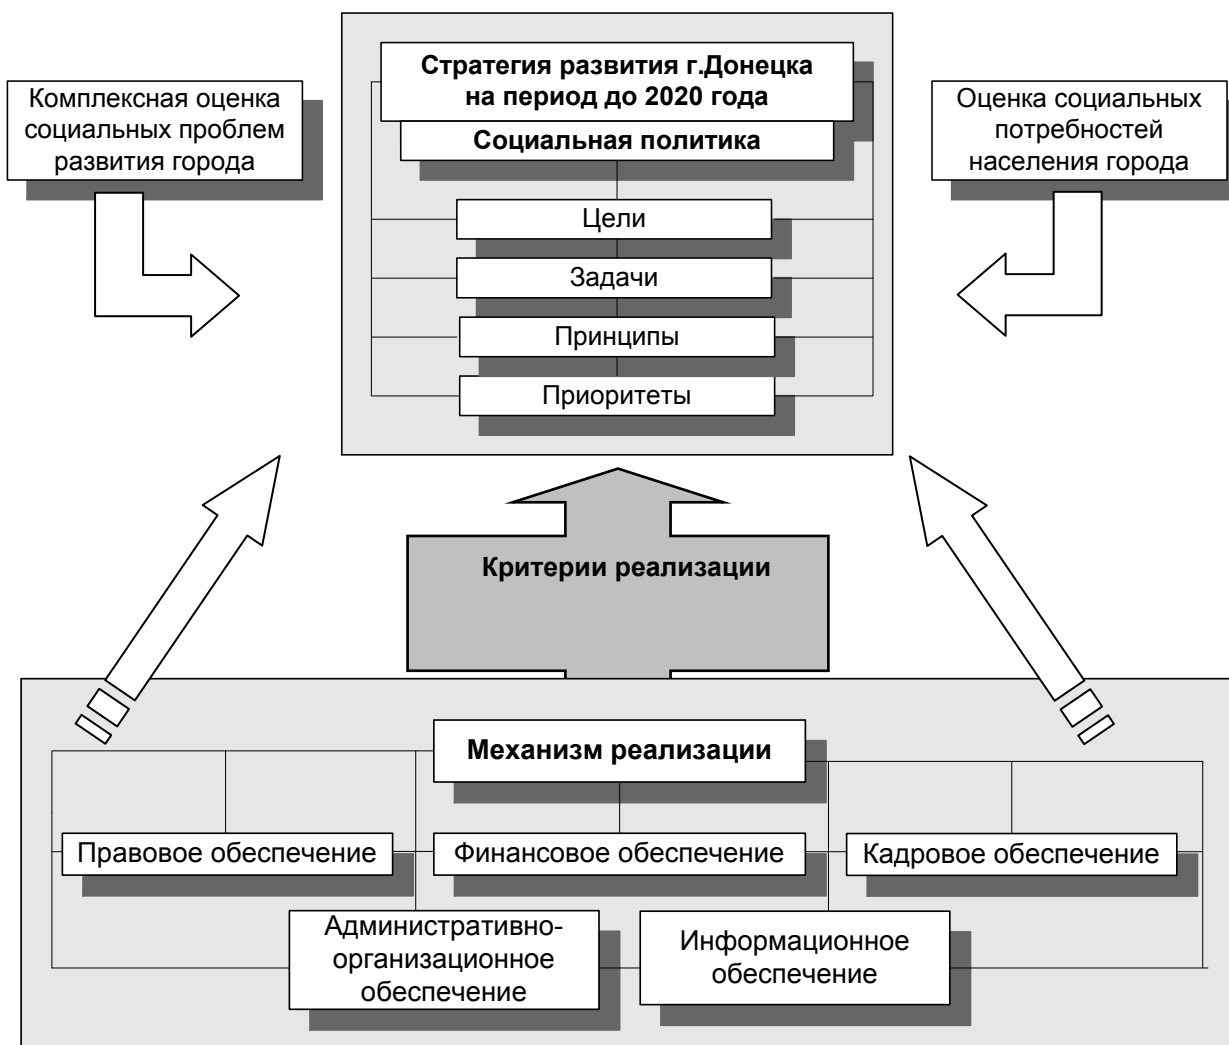 Стратегия развития г.Донецка
на период до 2020 года
Социальная политика
Комплексная оценка
социальных проблем
развития города
Оценка социальных
потребностей
населения города
Цели
Задачи
Принципы
Приоритеты
Критерии реализации
Механизм реализации
Правовое обеспечение
Финансовое обеспечение
Кадровое обеспечение
Административно-
организационное
обеспечение
Информационное
обеспечение